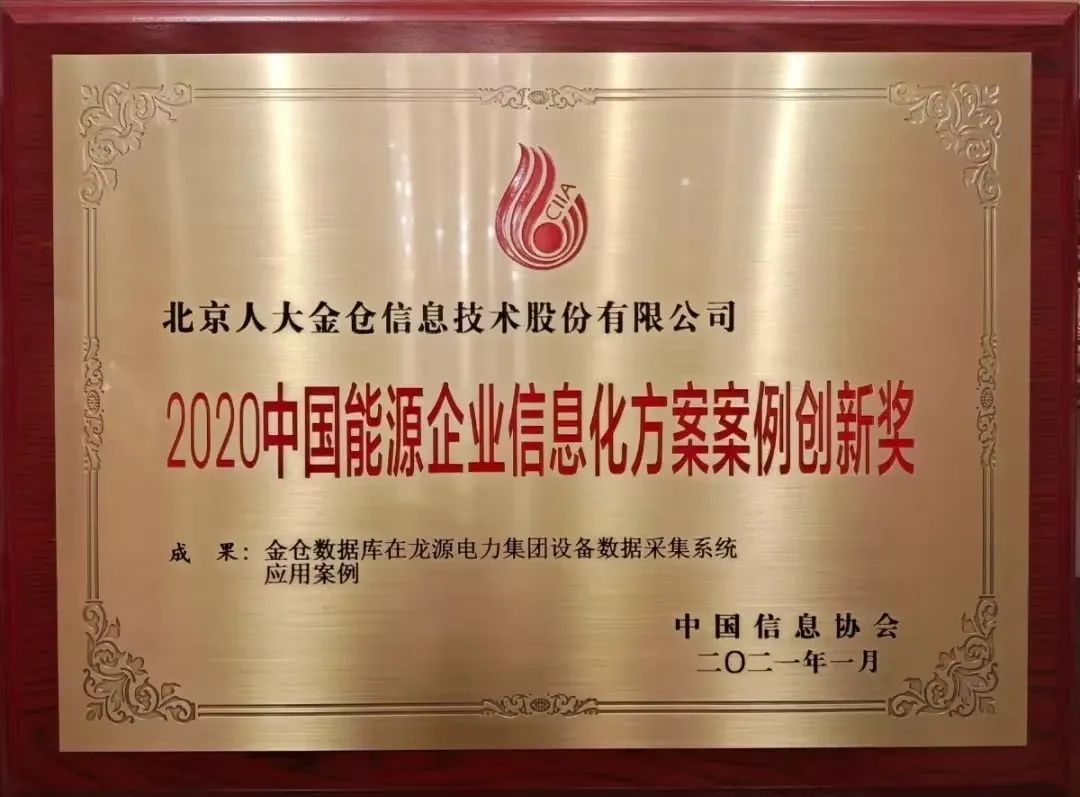 CIIA
北京人大金仓信息技术股份有限公司
2020中国能源企业信息化方案案例创新奖
成 果：金仓数据库在龙源电力集团设备数据采集系统
应用案例
中国信息协会
二〇二一年一月